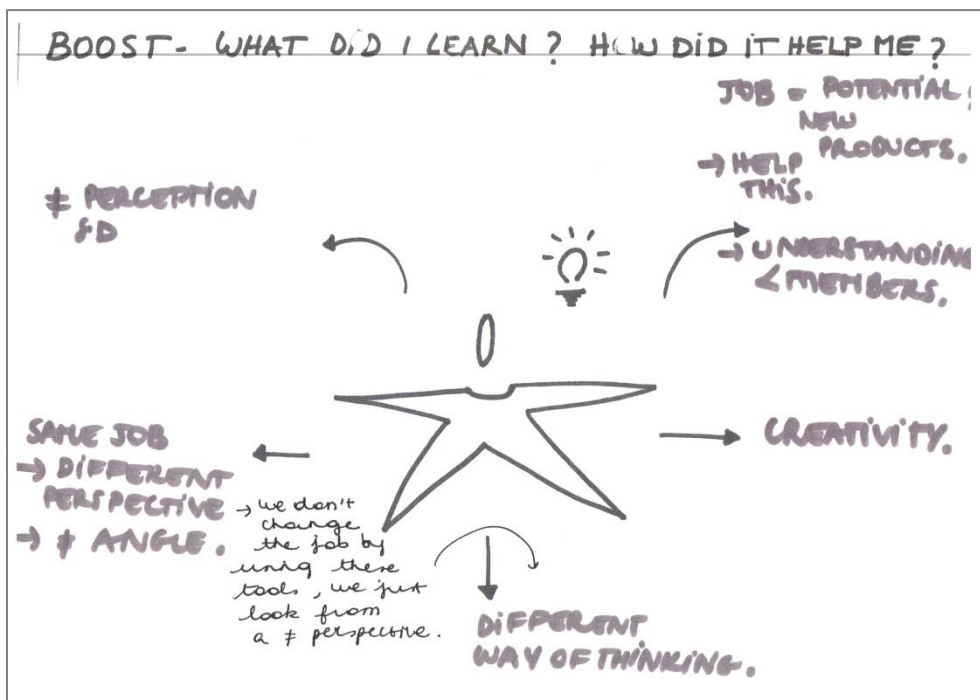 BOOST - WHAT DID I LEARN ? HOW DID IT HELP ME ?
JOB = POTENTIAL
NEW
PRODUCTS.
→ HELP
THIS.
→ UNDERSTANDING
< MEMBERS.
≠ PERCEPTION
CREATIVITY.
SAME JOB
→ DIFFERENT
PERSPECTIVE
→ ≠ ANGLE.
→ we don't
change
the job by
using these
tools, we just
look from
a ≠ perspective.
DIFFERENT
WAY OF THINKING.